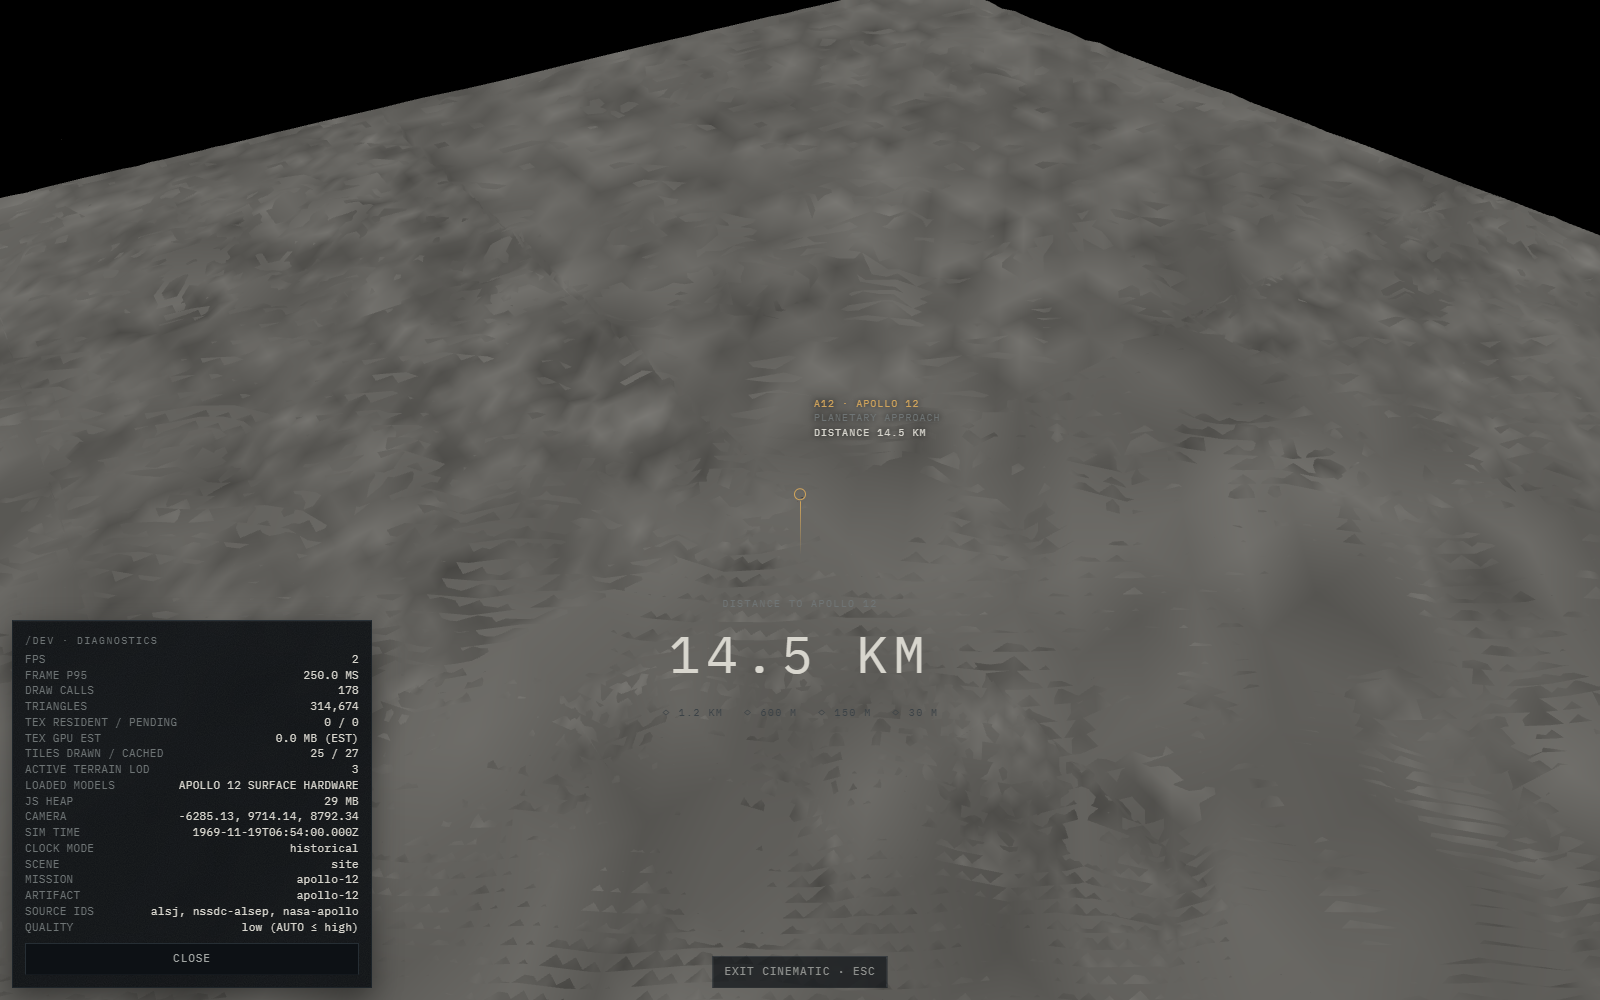 A12 · APOLLO 12
PLANETARY APPROACH
DISTANCE 14.5 KM
DISTANCE TO APOLLO 12
14.5 KM
◇ 1.2 KM ◇ 600 M ◇ 150 M ◇ 30 M
/DEV · DIAGNOSTICS
FPS 2
FRAME P95 250.0 MS
DRAW CALLS 178
TRIANGLES 314,674
TEX RESIDENT / PENDING 0 / 0
TEX GPU EST 0.0 MB (EST)
TILES DRAWN / CACHED 25 / 27
ACTIVE TERRAIN LOD 3
LOADED MODELS APOLLO 12 SURFACE HARDWARE
JS HEAP 29 MB
CAMERA -6285.13, 9714.14, 8792.34
SIM TIME 1969-11-19T06:54:00.000Z
CLOCK MODE historical
SCENE site
MISSION apollo-12
ARTIFACT apollo-12
SOURCE IDS alsj, nssdc-alsep, nasa-apollo
QUALITY low (AUTO ≤ high)
CLOSE
EXIT CINEMATIC · ESC